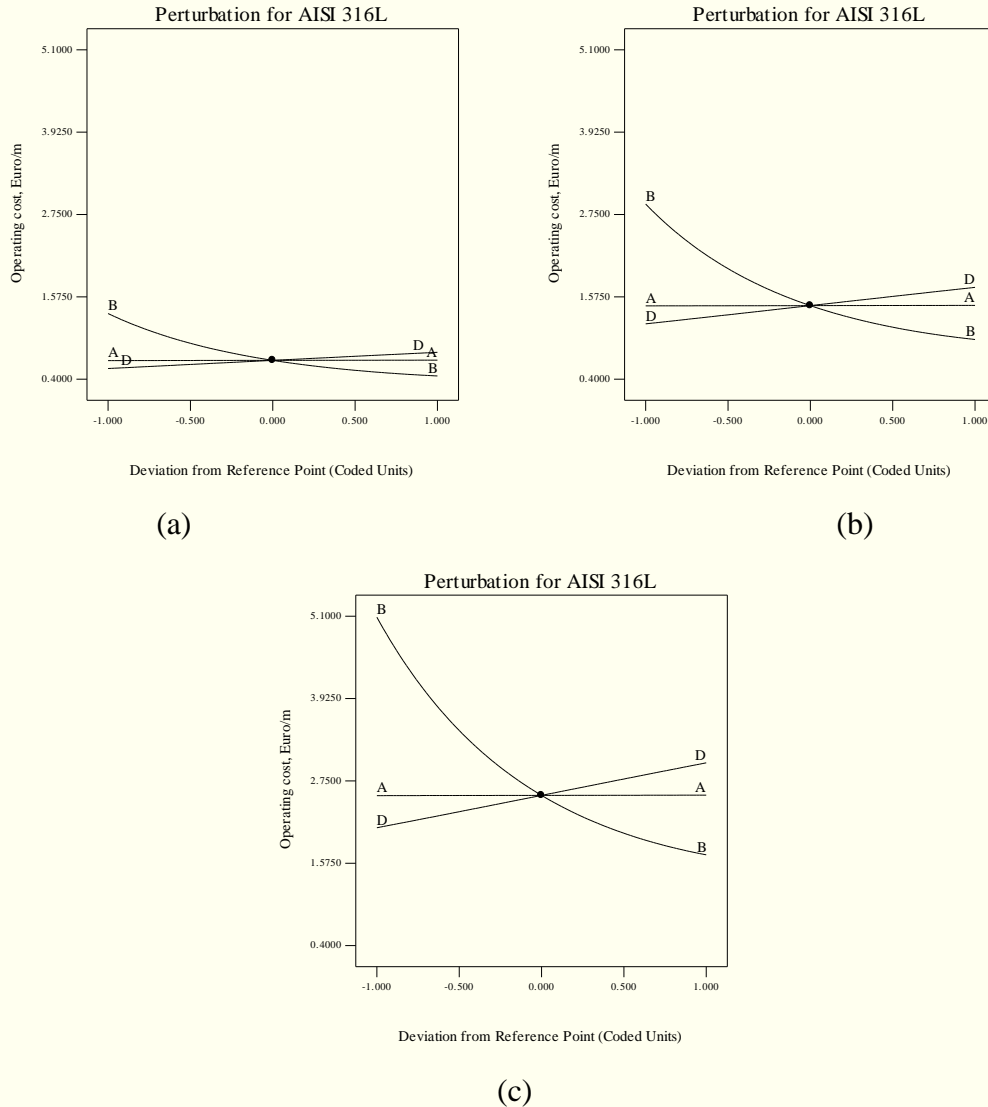 Perturbation for AISI 316L
5.1000
3.9250
2.7500
1.5750
0.4000
Operating cost, Euro/m
B
A
D
D
A
B
-1.000 -0.500 0.000 0.500 1.000
Deviation from Reference Point (Coded Units)
(a)
Perturbation for AISI 316L
5.1000
3.9250
2.7500
1.5750
0.4000
Operating cost, Euro/m
B
A
D
D
A
B
-1.000 -0.500 0.000 0.500 1.000
Deviation from Reference Point (Coded Units)
(b)
Perturbation for AISI 316L
5.1000
3.9250
2.7500
1.5750
0.4000
Operating cost, Euro/m
B
A
D
D
A
B
-1.000 -0.500 0.000 0.500 1.000
Deviation from Reference Point (Coded Units)
(c)